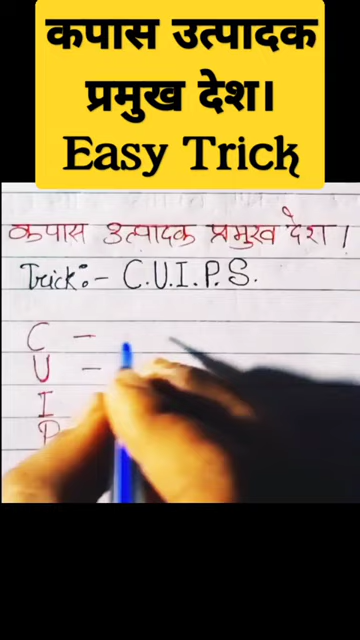 कपास उत्पादक
प्रमुख देश।
Easy Trick
कपास उत्पादक प्रमुख देश।
Trick:- C.U.I.P.S.
C -
U -
I
P